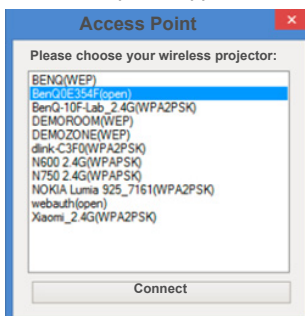 Access Point
Please choose your wireless projector:
BENQ(WEP)
BenQ0E354F(open)
BenQ-10F-Lab_2.4G(WPA2PSK)
DEMOROOM(WEP)
DEMOZONE(WEP)
dlink-C3F0(WPA2PSK)
N600 2.4G(WPAPSK)
N750 2.4G(WPAPSK)
NOKIA Lumia 925_7161(WPA2PSK)
webauth(open)
Xiaomi_2.4G(WPA2PSK)
Connect